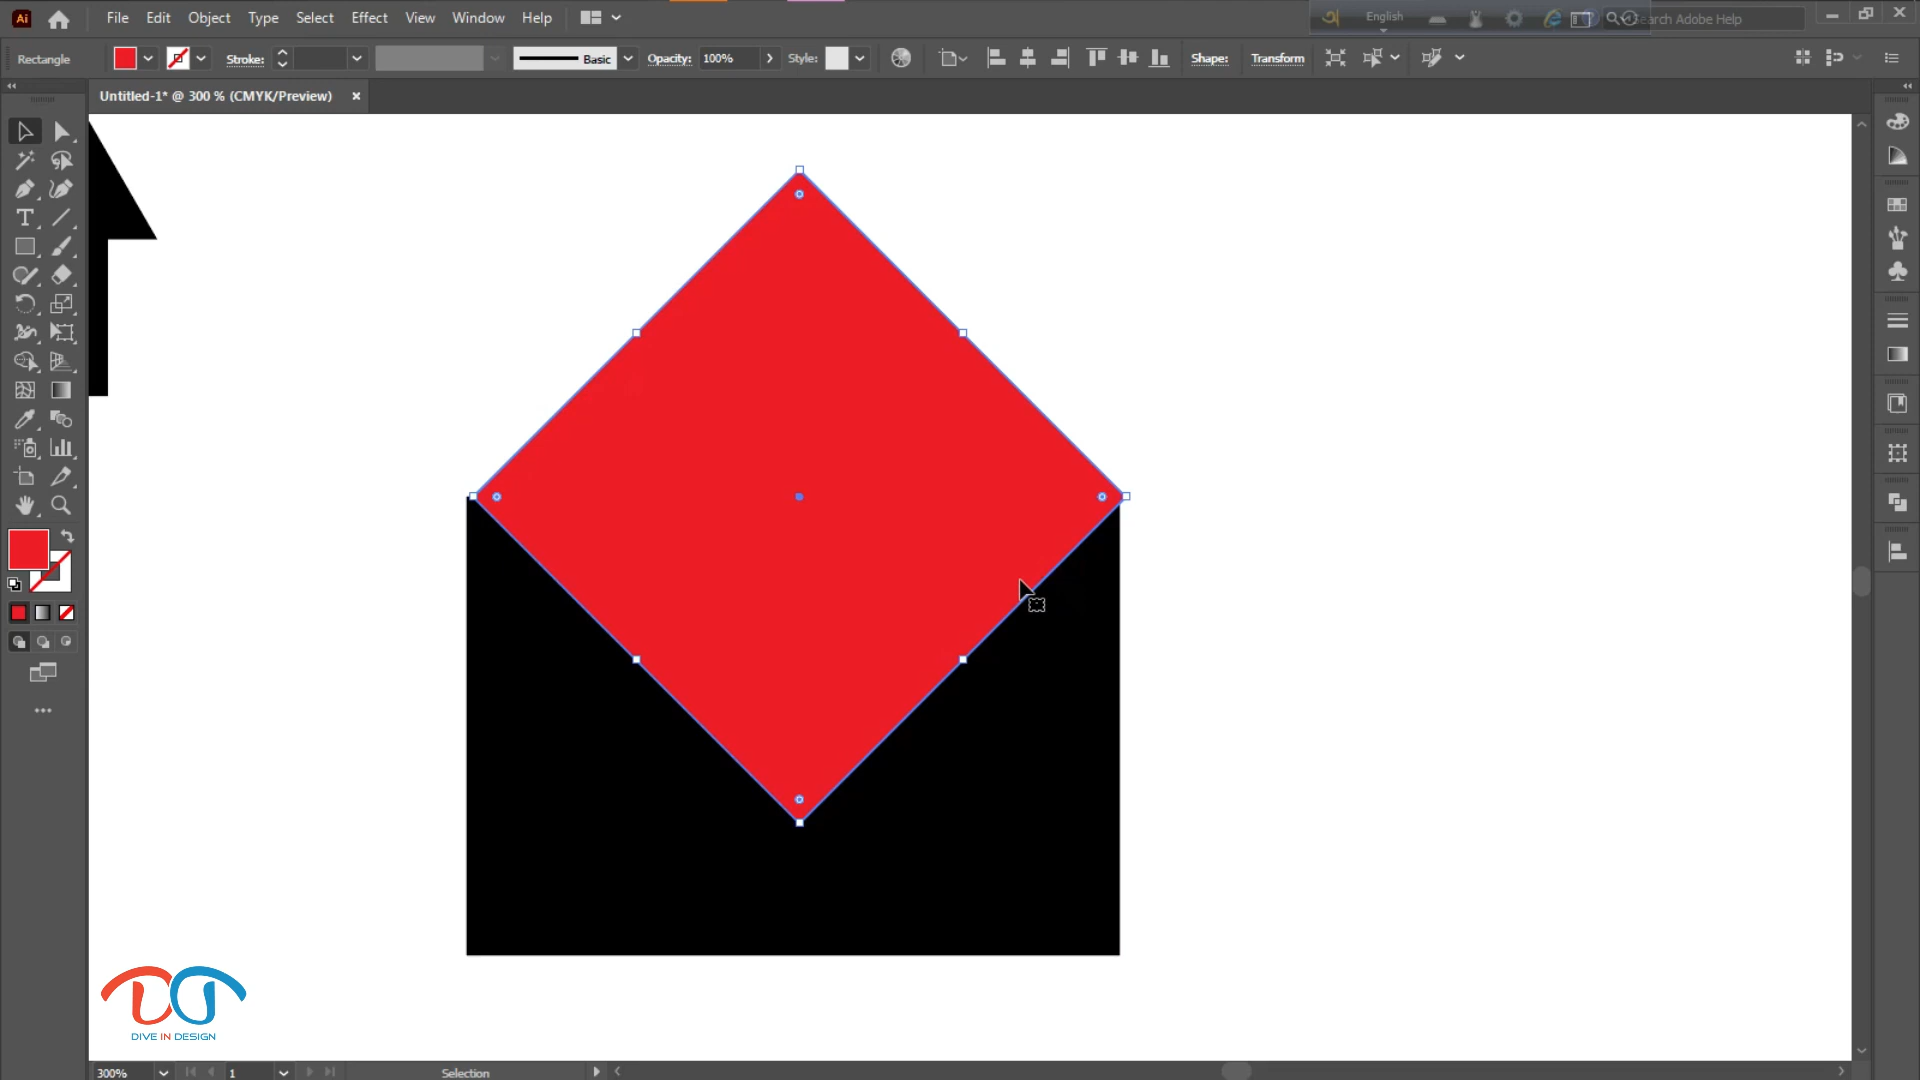 Ai File Edit Object Type Select Effect View Window Help English Search Adobe Help
Rectangle Stroke: Basic Opacity: 100% Style: Shape: Transform
Untitled-1* @ 300 % (CMYK/Preview)
DIVE IN DESIGN
300% 1 Selection